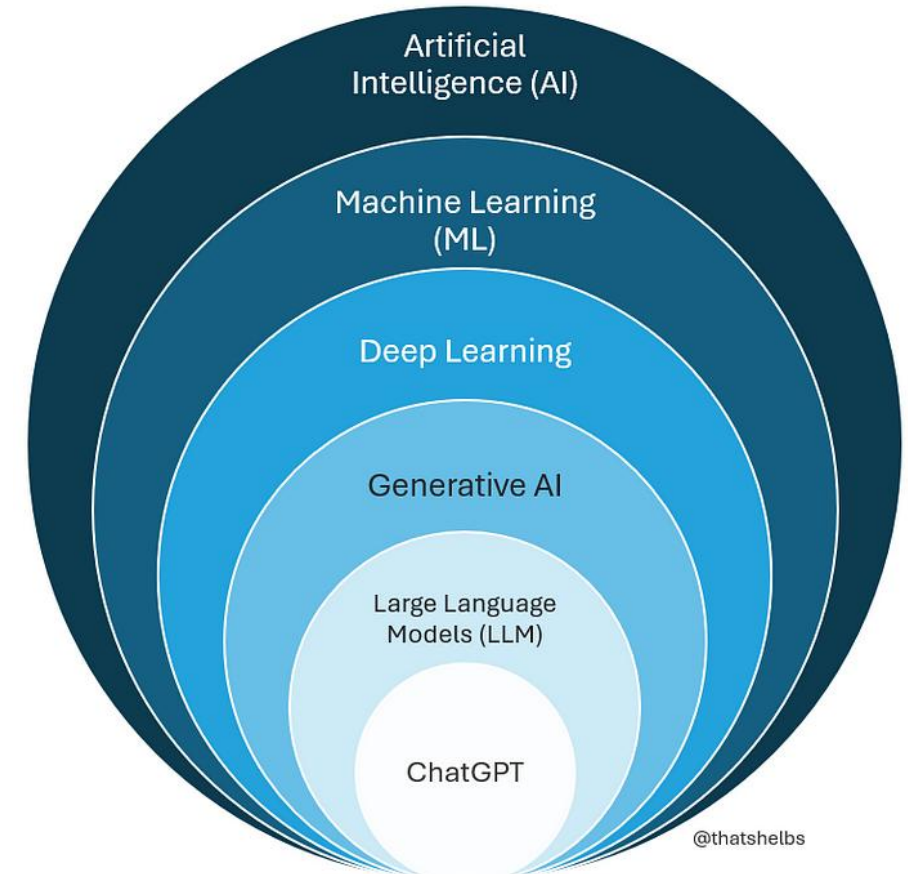 Artificial
Intelligence (AI)
Machine Learning
(ML)
Deep Learning
Generative AI
Large Language
Models (LLM)
ChatGPT
@thatshelbs